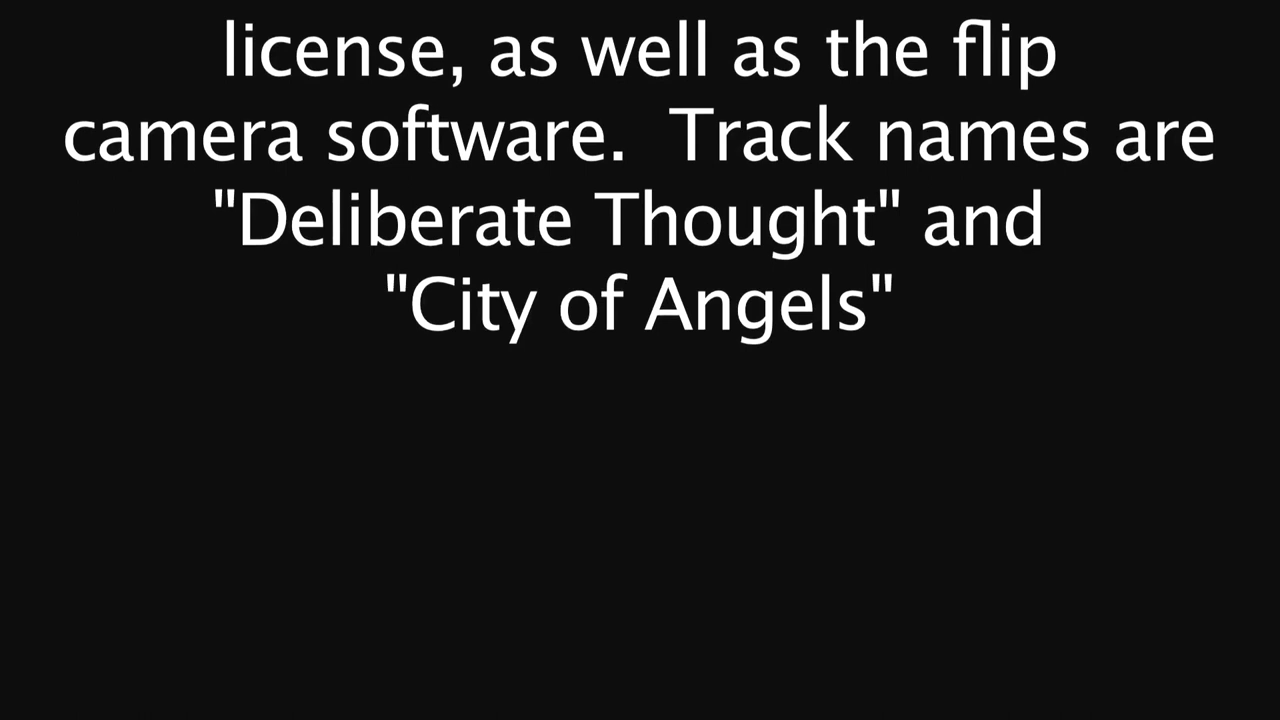 license, as well as the flip
camera software.  Track names are
"Deliberate Thought" and
"City of Angels"